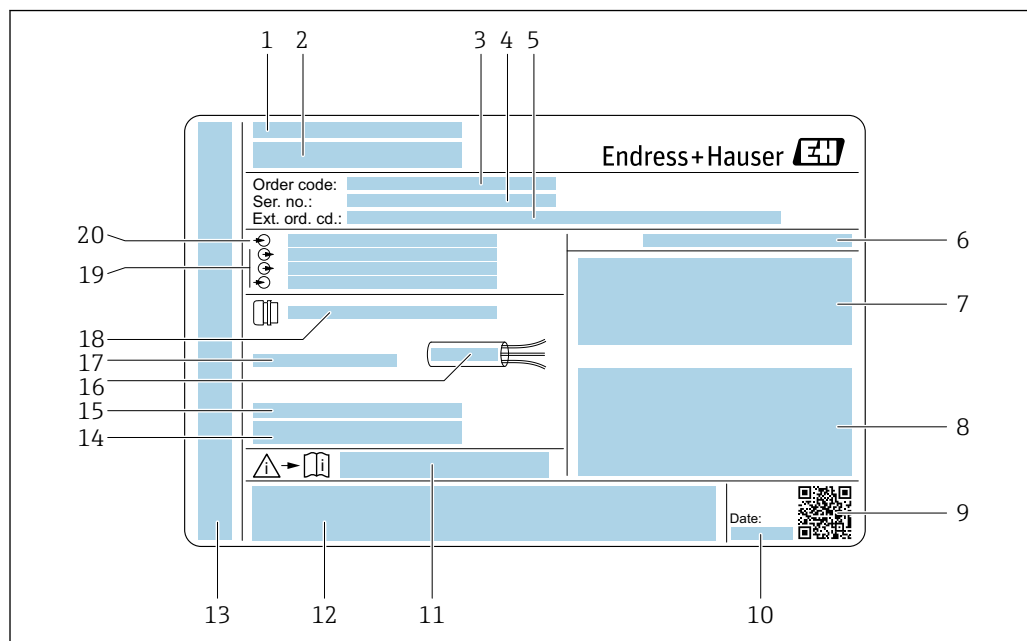 1 2 3 4 5
Endress+Hauser EH
Order code:
Ser. no.:
Ext. ord. cd.:
20
6
19
7
18
17
16
15
14
8
i i
Date:
9
13 12 11 10